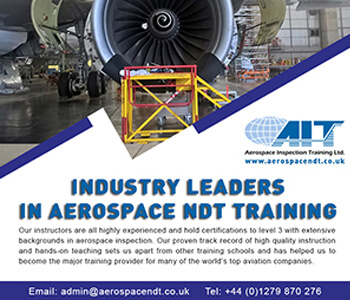 AIT
Aerospace Inspection Training Ltd.
www.aerospacendt.co.uk
INDUSTRY LEADERS
IN AEROSPACE NDT TRAINING
Our instructors are all highly experienced and hold certifications to level 3 with extensive
backgrounds in aerospace inspection. Our proven track record of high quality instruction
and hands-on teaching sets us apart from other training schools and has helped us to
become the major training provider for many of the world's top aviation companies.
Email: admin@aerospacendt.co.uk Tel: +44 (0)1279 870 276